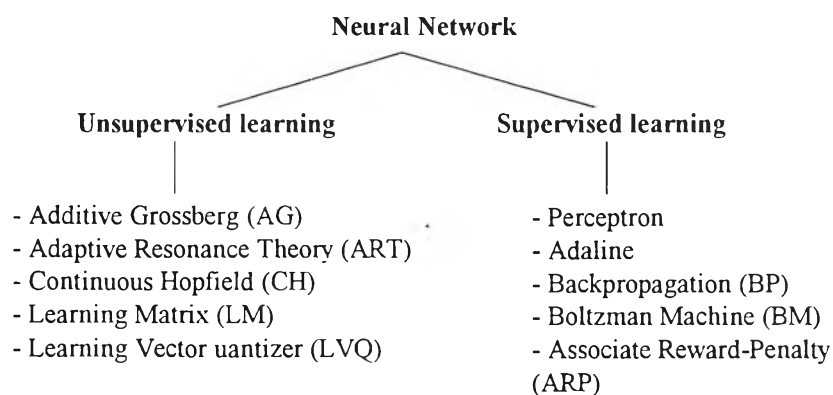 Neural Network
Unsupervised learning
Supervised learning
- Additive Grossberg (AG)
- Adaptive Resonance Theory (ART)
- Continuous Hopfield (CH)
- Learning Matrix (LM)
- Learning Vector uantizer (LVQ)
- Perceptron
- Adaline
- Backpropagation (BP)
- Boltzman Machine (BM)
- Associate Reward-Penalty
(ARP)